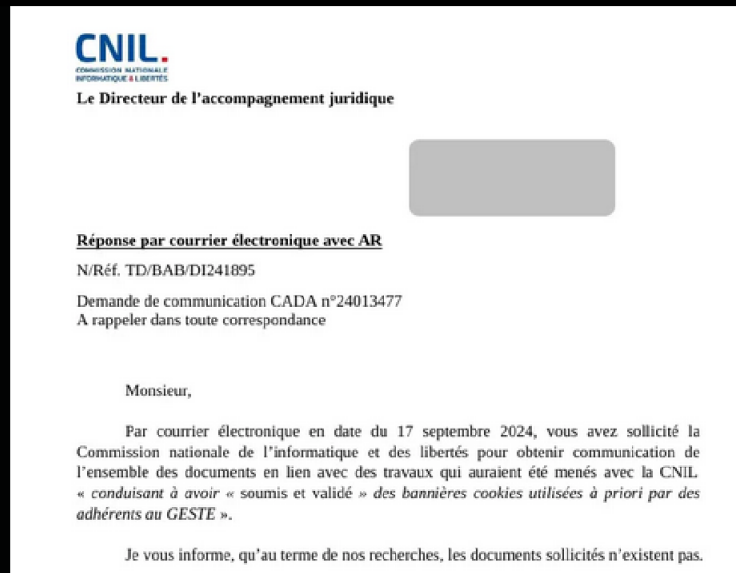 CNIL.
COMMISSION NATIONALE
INFORMATIQUE & LIBERTÉS
Le Directeur de l'accompagnement juridique
Réponse par courrier électronique avec AR
N/Réf. TD/BAB/DI241895
Demande de communication CADA n°24013477
A rappeler dans toute correspondance
Monsieur,
Par courrier électronique en date du 17 septembre 2024, vous avez sollicité la
Commission nationale de l'informatique et des libertés pour obtenir communication de
l'ensemble des documents en lien avec des travaux qui auraient été menés avec la CNIL
« conduisant à avoir « soumis et validé » des bannières cookies utilisées à priori par des
adhérents au GESTE ».
Je vous informe, qu'au terme de nos recherches, les documents sollicités n'existent pas.